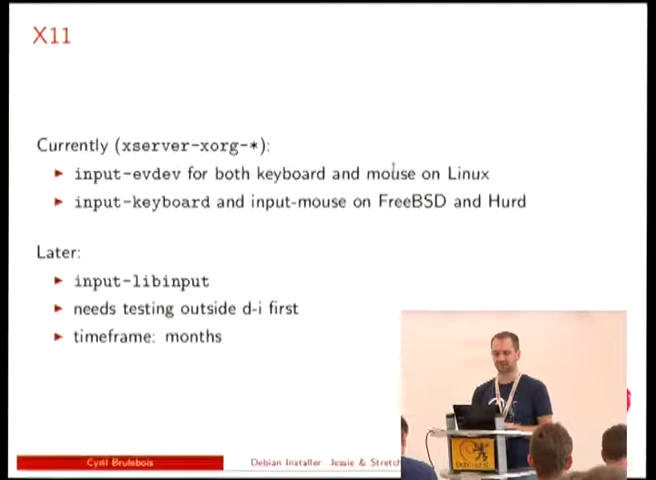 X11
Currently (xserver-xorg-*):
input-evdev for both keyboard and mouse on Linux
input-keyboard and input-mouse on FreeBSD and Hurd
Later:
input-libinput
needs testing outside d-i first
timeframe: months
Cyril Brulebois
Debian Installer: Jessie & Stretch